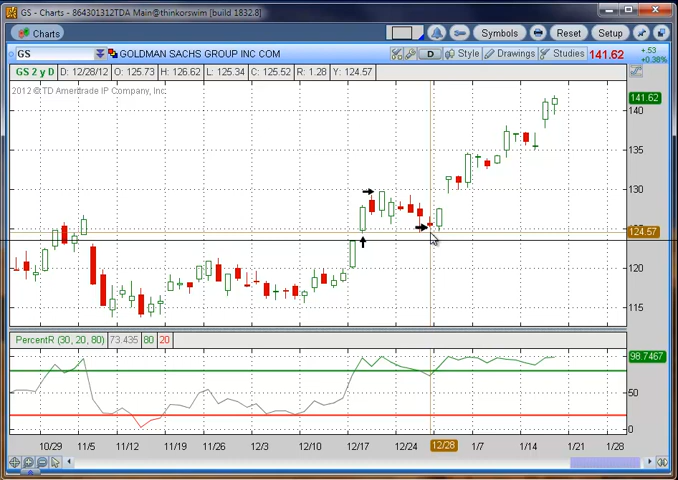 GS - Charts - 864301312TDA Main@thinkorswim [build 1832.8]
Charts
Symbols
Reset
Setup
GS
GOLDMAN SACHS GROUP INC COM
D
Style
Drawings
Studies
141.62
+.53
+0.38%
GS 2 y D
D: 12/28/12
O: 125.73
H: 126.62
L: 125.34
C: 125.52
R: 1.28
Y: 124.57
2012 © TD Ameritrade IP Company, Inc.
141.62
140
135
130
125
124.57
120
115
PercentR (30, 20, 80)
73.435
80
20
98.7467
50
0
10/29
11/5
11/12
11/19
11/26
12/3
12/10
12/17
12/24
12/28
1/7
1/14
1/21
1/28